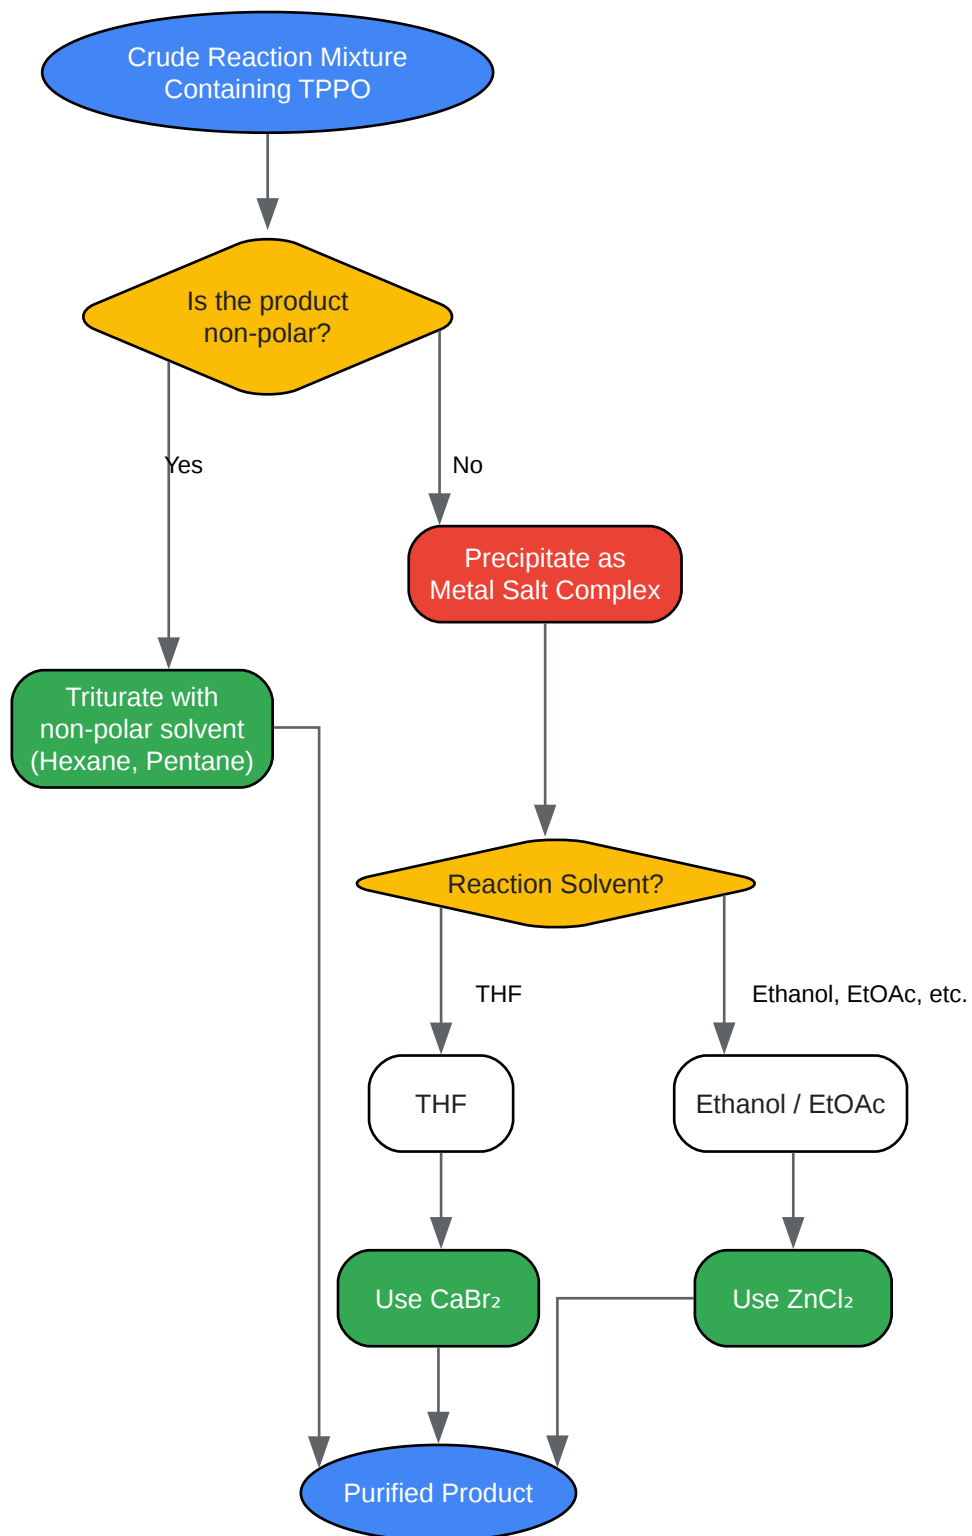 Crude Reaction Mixture
Containing TPPO
Is the product
non-polar?
Yes
No
Precipitate as
Metal Salt Complex
Triturate with
non-polar solvent
(Hexane, Pentane)
Reaction Solvent?
THF
Ethanol, EtOAc, etc.
THF
Ethanol / EtOAc
Use CaBr₂
Use ZnCl₂
Purified Product